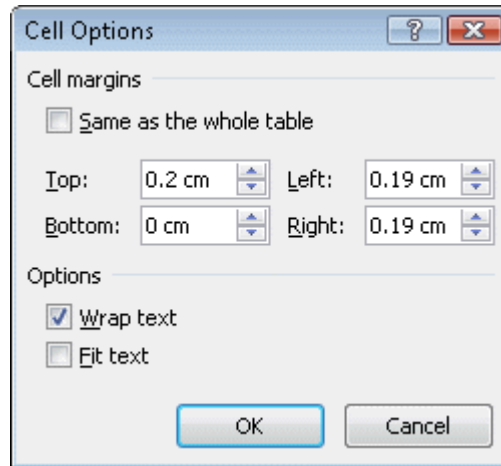 Cell Options
Cell margins
Same as the whole table
Top: 0.2 cm Left: 0.19 cm
Bottom: 0 cm Right: 0.19 cm
Options
Wrap text
Fit text
OK Cancel